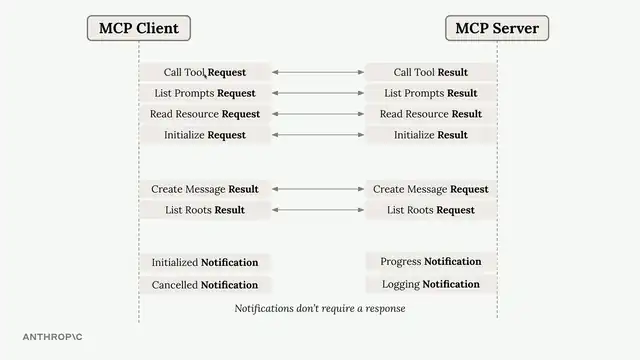 MCP Client
MCP Server
Call Tool Request
Call Tool Result
List Prompts Request
List Prompts Result
Read Resource Request
Read Resource Result
Initialize Request
Initialize Result
Create Message Result
Create Message Request
List Roots Result
List Roots Request
Initialized Notification
Progress Notification
Cancelled Notification
Logging Notification
Notifications don't require a response
ANTHROP\C